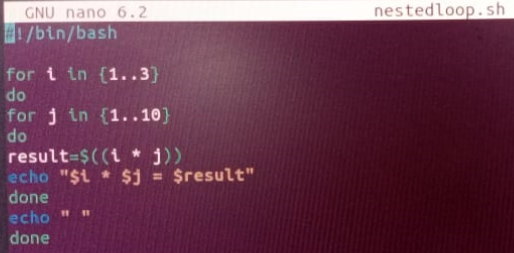 GNU nano 6.2 nestedloop.sh
#!/bin/bash
for i in {1..3}
do
for j in {1..10}
do
result=$((i * j))
echo "$i * $j = $result"
done
echo " "
done